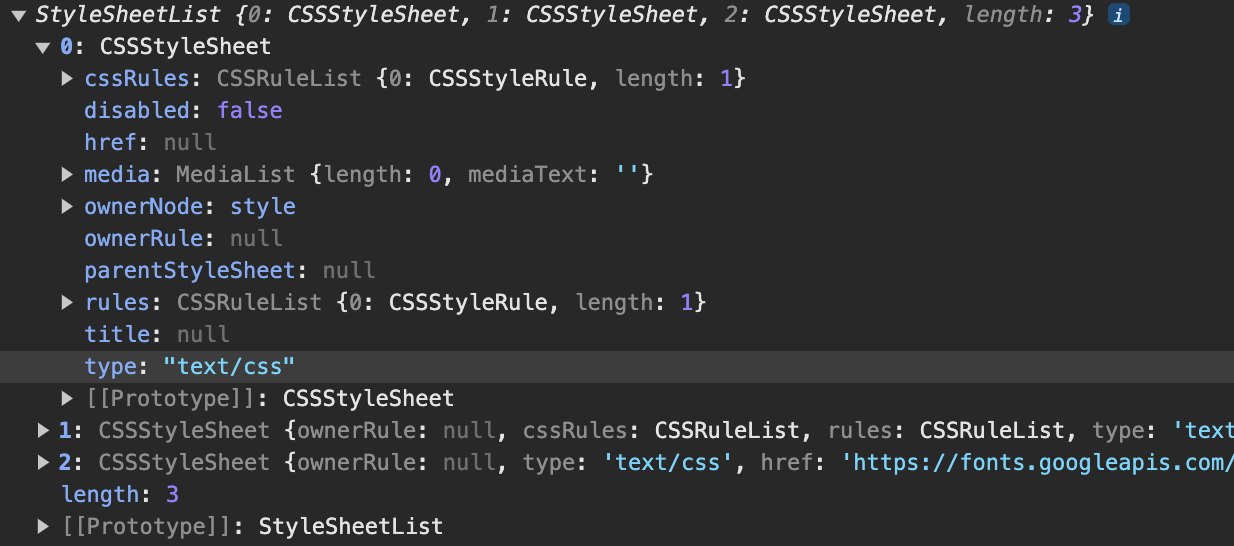 StyleSheetList {0: CSSStyleSheet, 1: CSSStyleSheet, 2: CSSStyleSheet, length: 3} i
0: CSSStyleSheet
cssRules: CSSRuleList {0: CSSStyleRule, length: 1}
disabled: false
href: null
media: MediaList {length: 0, mediaText: ''}
ownerNode: style
ownerRule: null
parentStyleSheet: null
rules: CSSRuleList {0: CSSStyleRule, length: 1}
title: null
type: "text/css"
[[Prototype]]: CSSStyleSheet
1: CSSStyleSheet {ownerRule: null, cssRules: CSSRuleList, rules: CSSRuleList, type: 'text
2: CSSStyleSheet {ownerRule: null, type: 'text/css', href: 'https://fonts.googleapis.com/
length: 3
[[Prototype]]: StyleSheetList